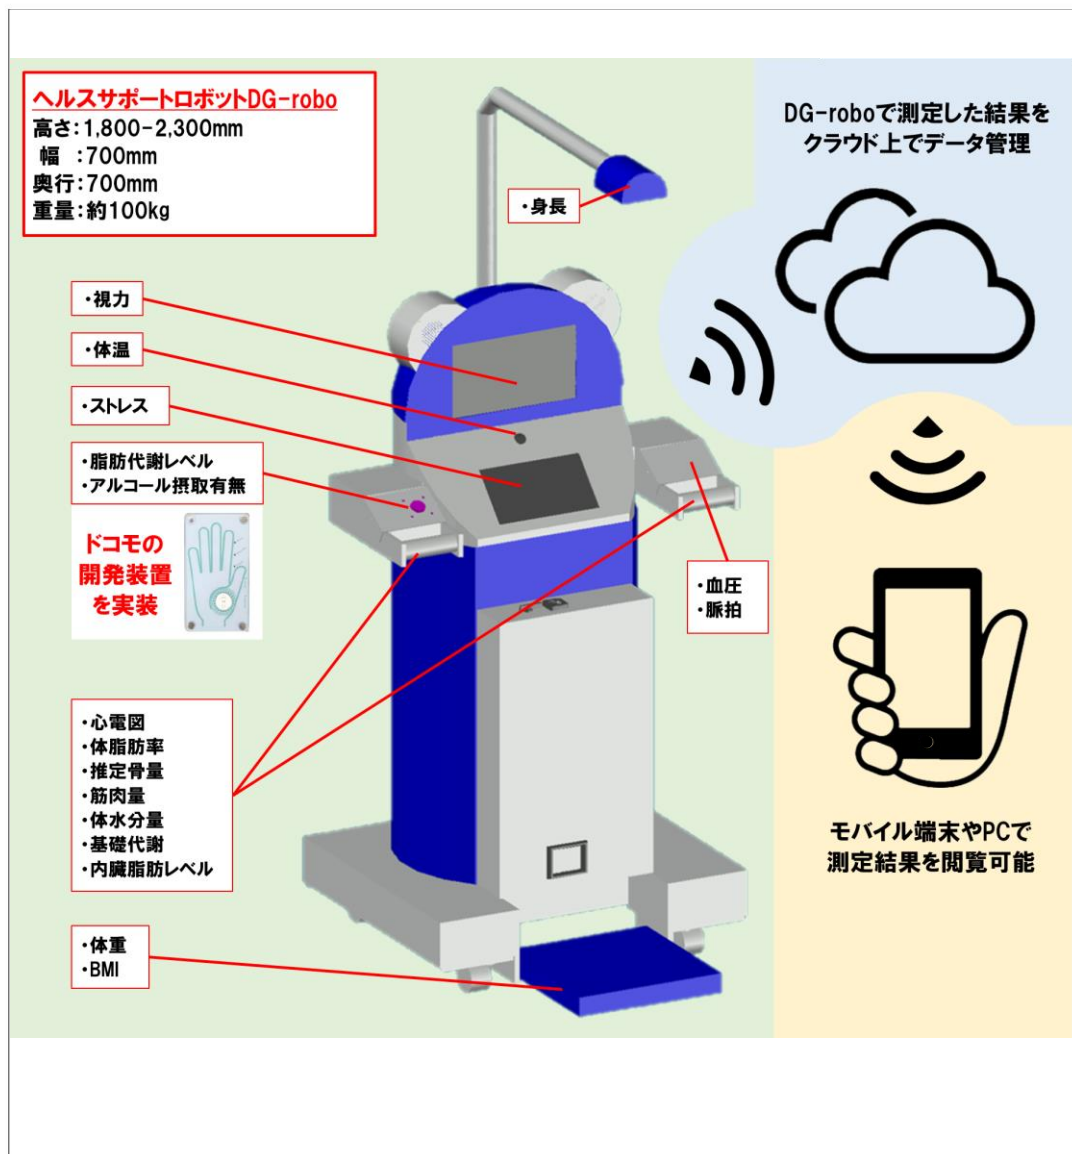 ヘルスサポートロボットDG-robo
高さ:1,800-2,300mm
幅 :700mm
奥行:700mm
重量:約100kg
DG-roboで測定した結果を
クラウド上でデータ管理
・身長
・視力
・体温
・ストレス
・脂肪代謝レベル
・アルコール摂取有無
ドコモの
開発装置
を実装
・血圧
・脈拍
・心電図
・体脂肪率
・推定骨量
・筋肉量
・体水分量
・基礎代謝
・内臓脂肪レベル
モバイル端末やPCで
測定結果を閲覧可能
・体重
・BMI